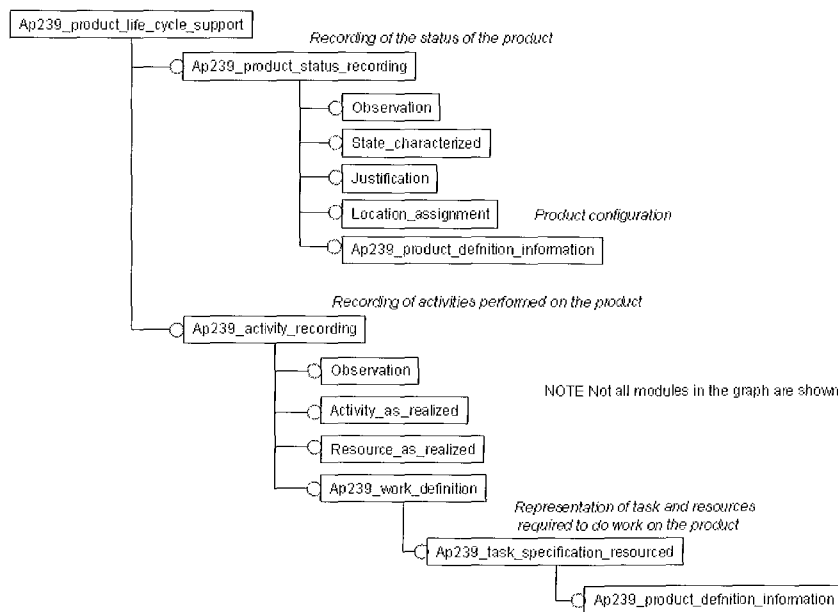 Ap239_product_life_cycle_support
Recording of the status of the product
Ap239_product_status_recording
Observation
State_characterized
Justification
Location_assignment
Product configuration
Ap239_product_defnition_information
Recording of activities performed on the product
Ap239_activity_recording
Observation
NOTE Not all modules in the graph are shown
Activity_as_realized
Resource_as_realized
Ap239_work_definition
Representation of task and resources
required to do work on the product
Ap239_task_specification_resourced
Ap239_product_defnition_information